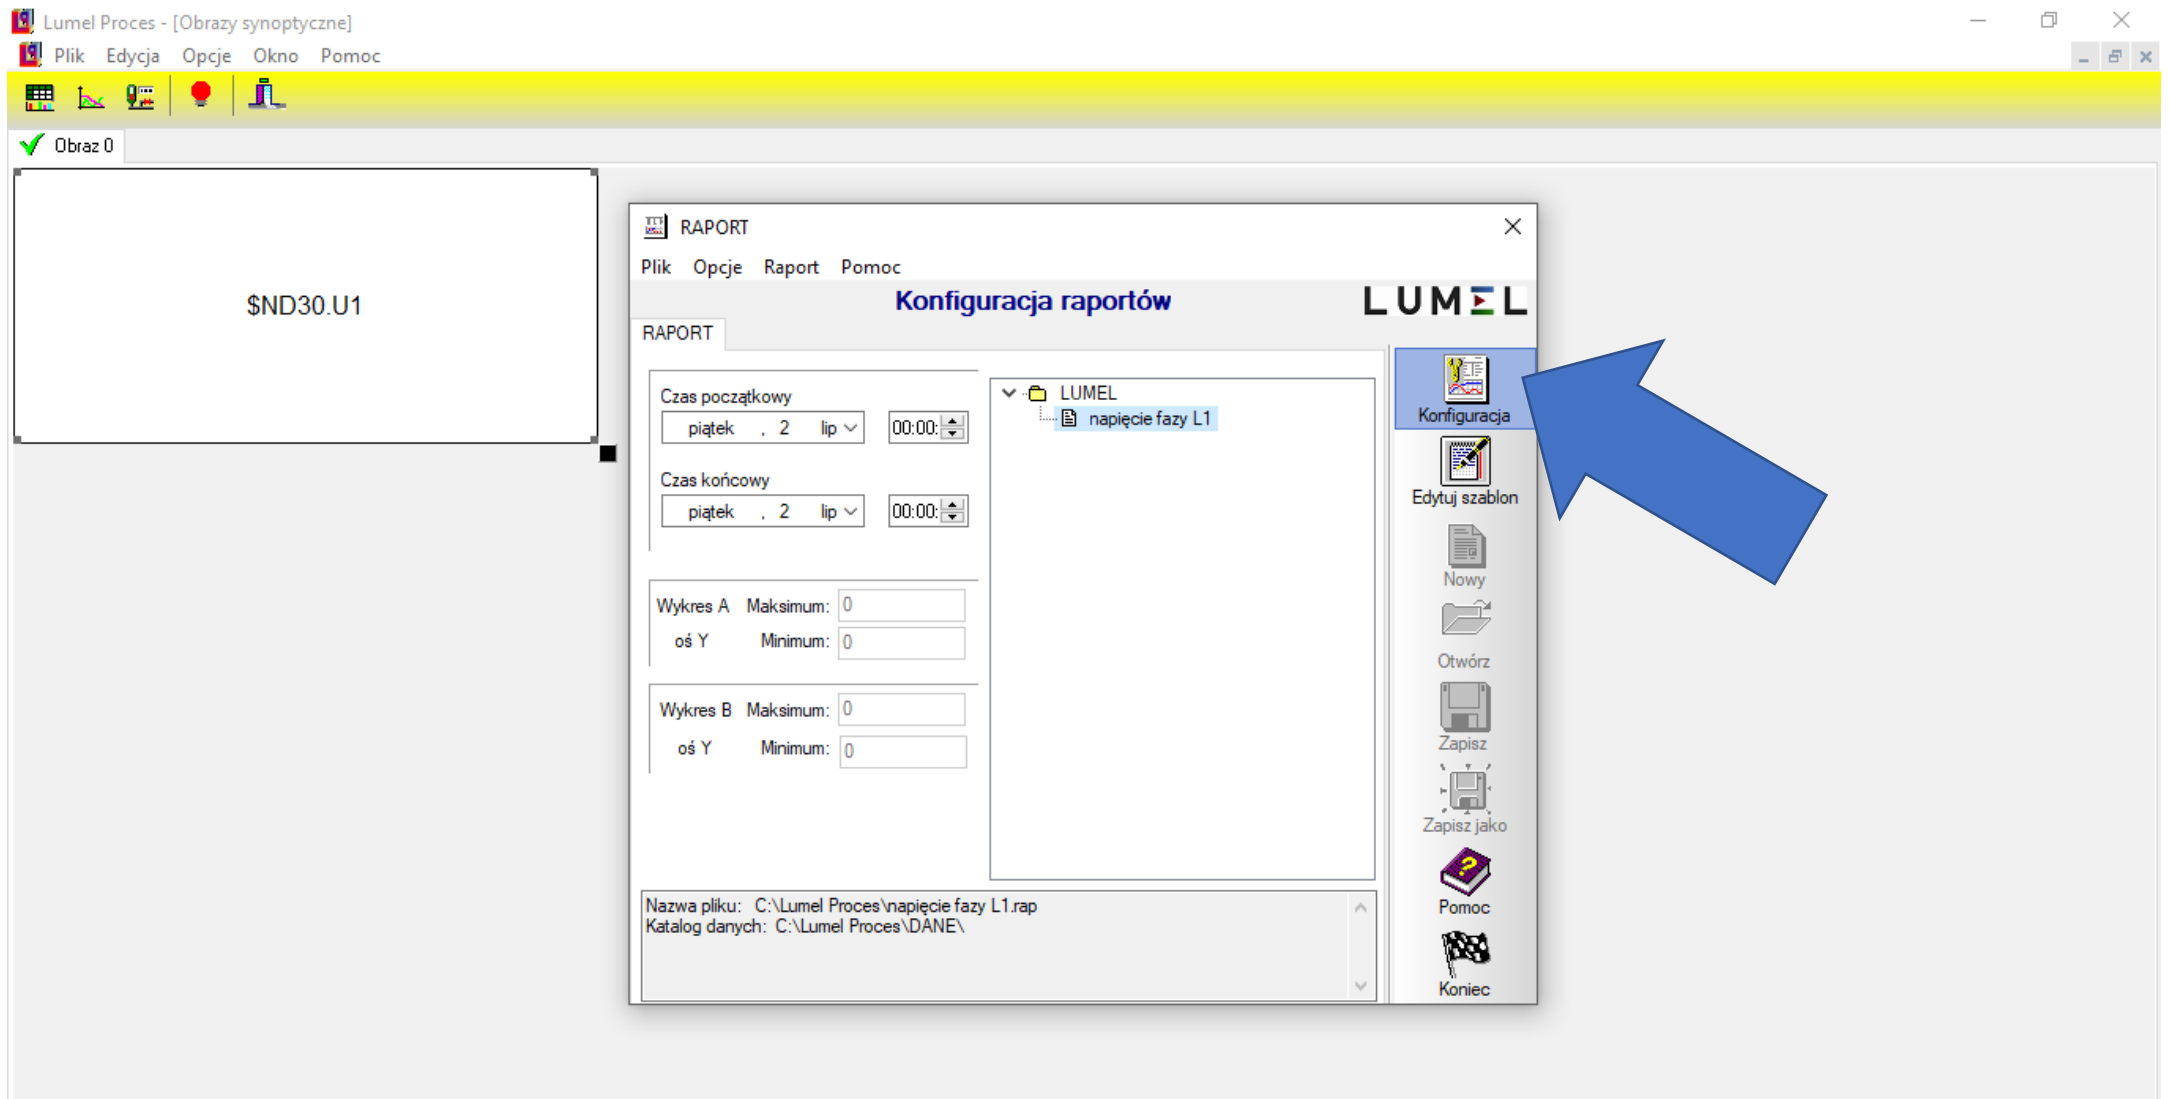 Lumel Proces - [Obrazy synoptyczne]
Plik Edycja Opcje Okno Pomoc
Obraz 0
$ND30.U1
RAPORT
Plik Opcje Raport Pomoc
Konfiguracja raportów
LUMEL
RAPORT
Czas początkowy
piątek , 2 lip 00:00:
Czas końcowy
piątek , 2 lip 00:00:
Wykres A Maksimum: 0
oś Y Minimum: 0
Wykres B Maksimum: 0
oś Y Minimum: 0
LUMEL
napięcie fazy L1
Konfiguracja
Edytuj szablon
Nowy
Otwórz
Zapisz
Zapisz jako
Pomoc
Koniec
Nazwa pliku: C:\Lumel Proces\napięcie fazy L1.rap
Katalog danych: C:\Lumel Proces\DANE\